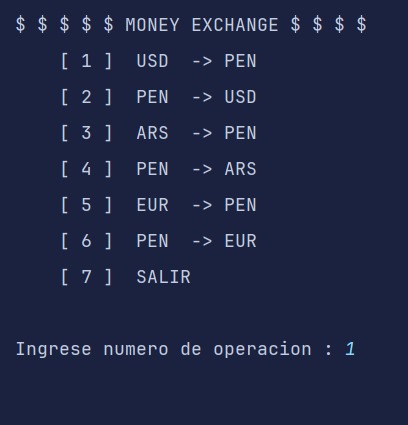 $ $ $ $ $ MONEY EXCHANGE $ $ $ $
[ 1 ]  USD  -> PEN
[ 2 ]  PEN  -> USD
[ 3 ]  ARS  -> PEN
[ 4 ]  PEN  -> ARS
[ 5 ]  EUR  -> PEN
[ 6 ]  PEN  -> EUR
[ 7 ]  SALIR
Ingrese numero de operacion : 1